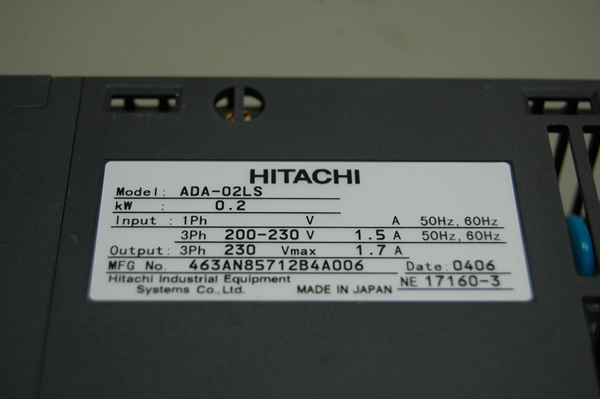 HITACHI
Model: ADA-02LS
kW : 0.2
Input : 1Ph V A 50Hz, 60Hz
3Ph 200-230 V 1.5 A 50Hz, 60Hz
Output: 3Ph 230 Vmax 1.7 A
MFG No. 463AN85712B4A006 Date: 0406
Hitachi Industrial Equipment
Systems Co., Ltd. MADE IN JAPAN NE 17160-3